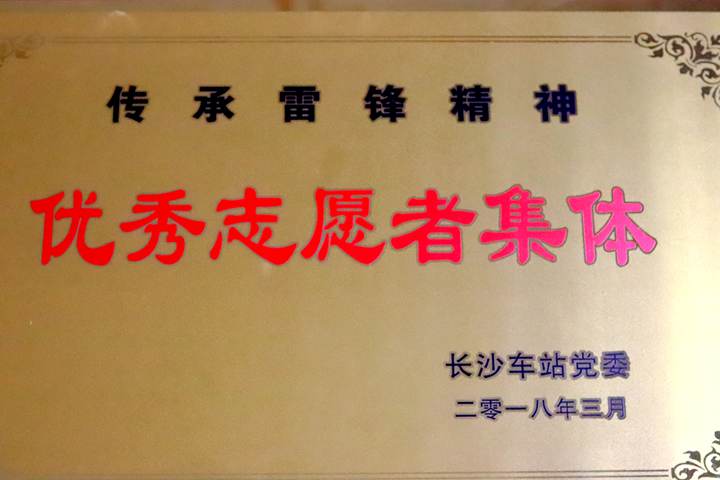 传承雷锋精神
优秀志愿者集体
长沙车站党委
二零一八年三月